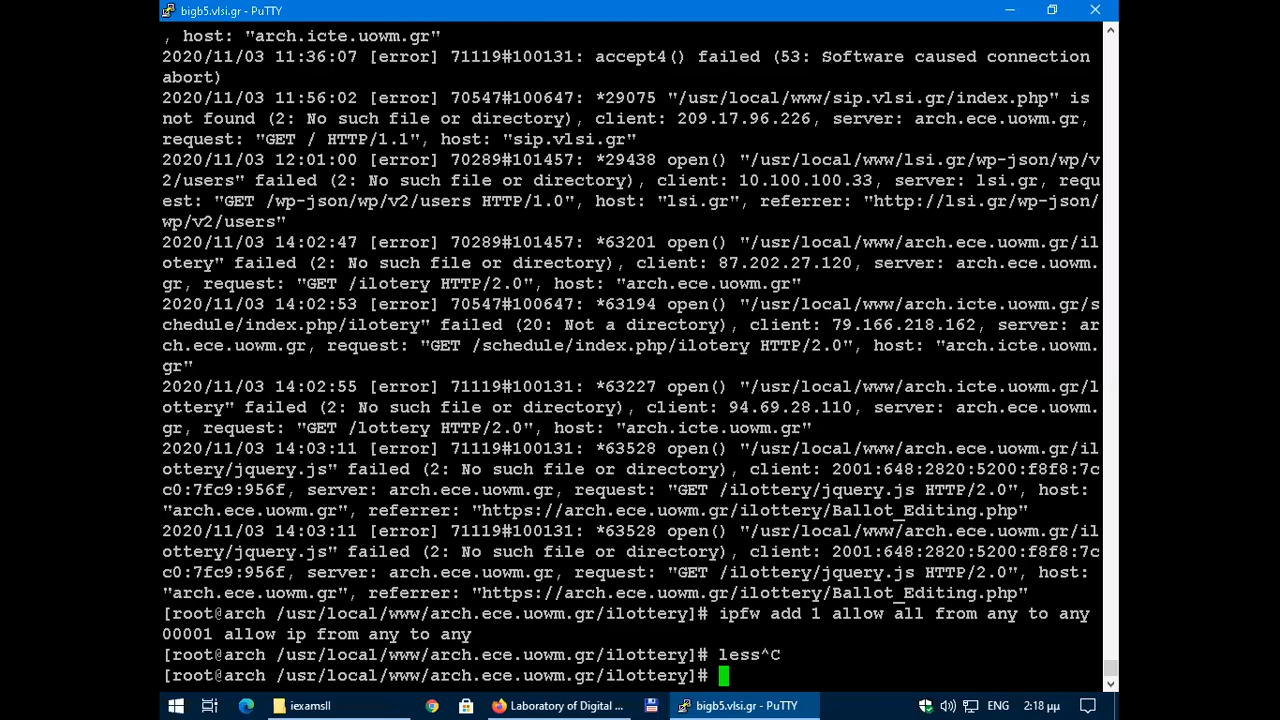 bigb5.vlsi.gr - PuTTY
, host: "arch.icte.uowm.gr"
2020/11/03 11:36:07 [error] 71119#100131: accept4() failed (53: Software caused connection
abort)
2020/11/03 11:56:02 [error] 70547#100647: *29075 "/usr/local/www/sip.vlsi.gr/index.php" is
not found (2: No such file or directory), client: 209.17.96.226, server: arch.ece.uowm.gr,
request: "GET / HTTP/1.1", host: "sip.vlsi.gr"
2020/11/03 12:01:00 [error] 70289#101457: *29438 open() "/usr/local/www/lsi.gr/wp-json/wp/v
2/users" failed (2: No such file or directory), client: 10.100.100.33, server: lsi.gr, requ
est: "GET /wp-json/wp/v2/users HTTP/1.0", host: "lsi.gr", referrer: "http://lsi.gr/wp-json/
wp/v2/users"
2020/11/03 14:02:47 [error] 70289#101457: *63201 open() "/usr/local/www/arch.ece.uowm.gr/il
otery" failed (2: No such file or directory), client: 87.202.27.120, server: arch.ece.uowm.
gr, request: "GET /ilotery HTTP/2.0", host: "arch.ece.uowm.gr"
2020/11/03 14:02:53 [error] 70547#100647: *63194 open() "/usr/local/www/arch.icte.uowm.gr/s
chedule/index.php/ilotery" failed (20: Not a directory), client: 79.166.218.162, server: ar
ch.ece.uowm.gr, request: "GET /schedule/index.php/ilotery HTTP/2.0", host: "arch.icte.uowm.
gr"
2020/11/03 14:02:55 [error] 71119#100131: *63227 open() "/usr/local/www/arch.icte.uowm.gr/l
ottery" failed (2: No such file or directory), client: 94.69.28.110, server: arch.ece.uowm.
gr, request: "GET /lottery HTTP/2.0", host: "arch.icte.uowm.gr"
2020/11/03 14:03:11 [error] 71119#100131: *63528 open() "/usr/local/www/arch.ece.uowm.gr/il
ottery/jquery.js" failed (2: No such file or directory), client: 2001:648:2820:5200:f8f8:7c
c0:7fc9:956f, server: arch.ece.uowm.gr, request: "GET /ilottery/jquery.js HTTP/2.0", host:
"arch.ece.uowm.gr", referrer: "https://arch.ece.uowm.gr/ilottery/Ballot_Editing.php"
2020/11/03 14:03:11 [error] 71119#100131: *63528 open() "/usr/local/www/arch.ece.uowm.gr/il
ottery/jquery.js" failed (2: No such file or directory), client: 2001:648:2820:5200:f8f8:7c
c0:7fc9:956f, server: arch.ece.uowm.gr, request: "GET /ilottery/jquery.js HTTP/2.0", host:
"arch.ece.uowm.gr", referrer: "https://arch.ece.uowm.gr/ilottery/Ballot_Editing.php"
[root@arch /usr/local/www/arch.ece.uowm.gr/ilottery]# ipfw add 1 allow all from any to any
00001 allow ip from any to any
[root@arch /usr/local/www/arch.ece.uowm.gr/ilottery]# less^C
[root@arch /usr/local/www/arch.ece.uowm.gr/ilottery]#
iexamsll Laboratory of Digital ... bigb5.vlsi.gr - PuTTY ENG 2:18 μμ